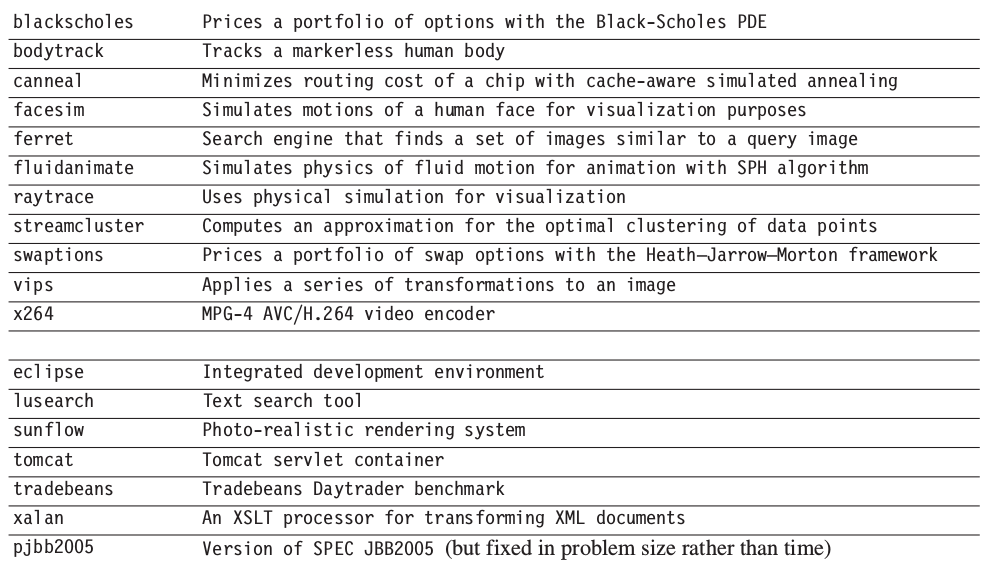 blackscholes Prices a portfolio of options with the Black-Scholes PDE
bodytrack Tracks a markerless human body
canneal Minimizes routing cost of a chip with cache-aware simulated annealing
facesim Simulates motions of a human face for visualization purposes
ferret Search engine that finds a set of images similar to a query image
fluidanimate Simulates physics of fluid motion for animation with SPH algorithm
raytrace Uses physical simulation for visualization
streamcluster Computes an approximation for the optimal clustering of data points
swaptions Prices a portfolio of swap options with the Heath–Jarrow–Morton framework
vips Applies a series of transformations to an image
x264 MPG-4 AVC/H.264 video encoder
eclipse Integrated development environment
lusearch Text search tool
sunflow Photo-realistic rendering system
tomcat Tomcat servlet container
tradebeans Tradebeans Daytrader benchmark
xalan An XSLT processor for transforming XML documents
pjbb2005 Version of SPEC JBB2005 (but fixed in problem size rather than time)